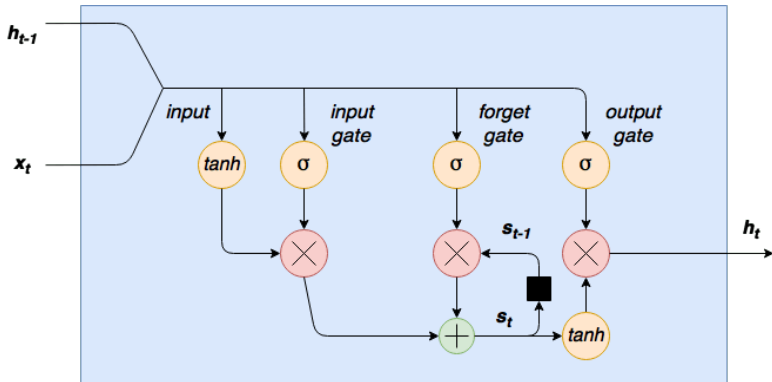 h_{t-1}
input
input
gate
forget
gate
output
gate
x_t
tanh
σ
σ
σ
s_{t-1}
h_t
s_t
tanh